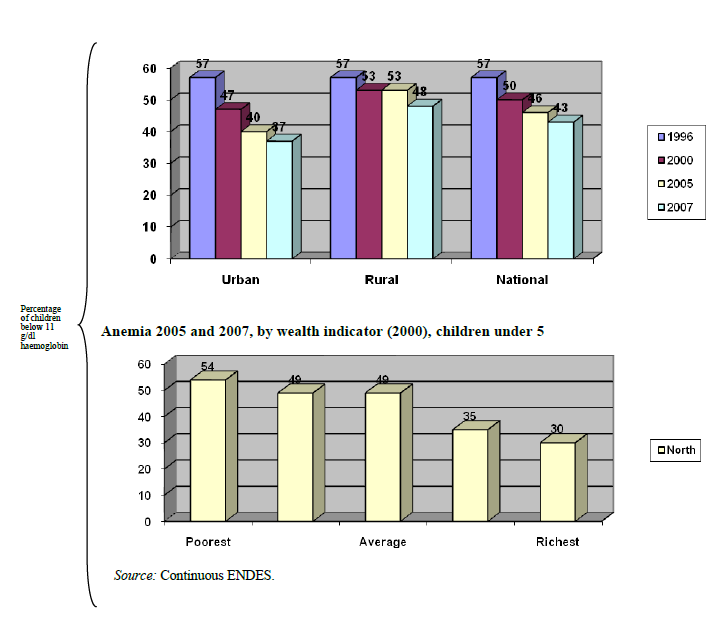 57
57
57
60
53
53
50
47
48
46
50
43
40
37
40
30
20
10
0
Urban
Rural
National
1996
2000
2005
2007
Percentage
of children
below 11
g/dl
haemoglobin
Anemia 2005 and 2007, by wealth indicator (2000), children under 5
60
54
49
49
50
35
40
30
30
20
10
0
Poorest
Average
Richest
North
Source: Continuous ENDES.